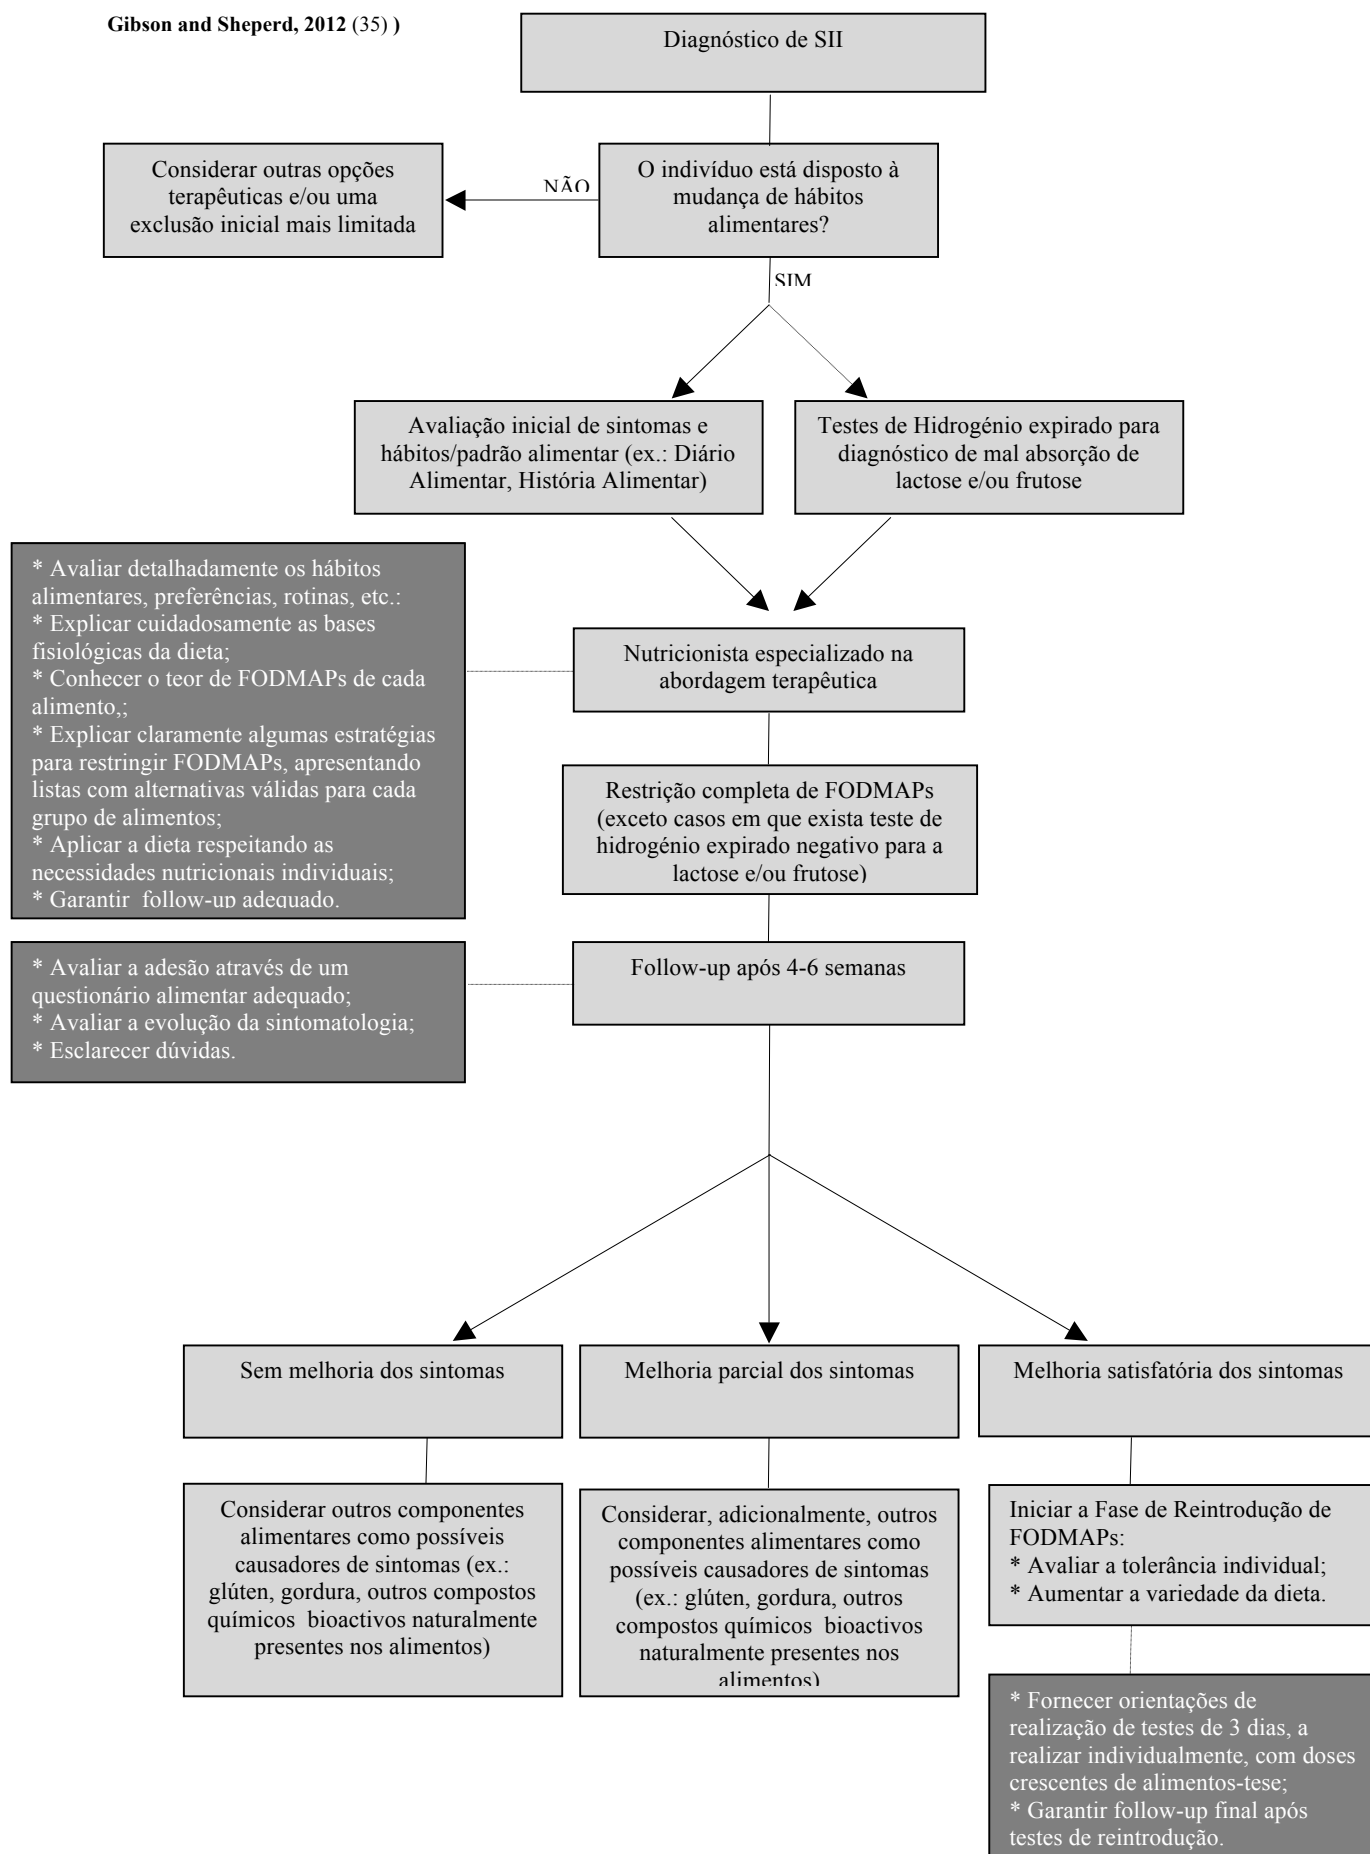 Gibson and Sheperd, 2012 (35) )
Diagnóstico de SII
Considerar outras opções
terapêuticas e/ou uma
exclusão inicial mais limitada
NÃO
O indivíduo está disposto à
mudança de hábitos
alimentares?
SIM
Avaliação inicial de sintomas e
hábitos/padrão alimentar (ex.: Diário
Alimentar, História Alimentar)
Testes de Hidrogénio expirado para
diagnóstico de mal absorção de
lactose e/ou frutose
* Avaliar detalhadamente os hábitos
alimentares, preferências, rotinas, etc.:
* Explicar cuidadosamente as bases
fisiológicas da dieta;
* Conhecer o teor de FODMAPs de cada
alimento,;
* Explicar claramente algumas estratégias
para restringir FODMAPs, apresentando
listas com alternativas válidas para cada
grupo de alimentos;
* Aplicar a dieta respeitando as
necessidades nutricionais individuais;
* Garantir  follow-up adequado.
Nutricionista especializado na
abordagem terapêutica
Restrição completa de FODMAPs
(exceto casos em que exista teste de
hidrogénio expirado negativo para a
lactose e/ou frutose)
* Avaliar a adesão através de um
questionário alimentar adequado;
* Avaliar a evolução da sintomatologia;
* Esclarecer dúvidas.
Follow-up após 4-6 semanas
Sem melhoria dos sintomas
Melhoria parcial dos sintomas
Melhoria satisfatória dos sintomas
Considerar outros componentes
alimentares como possíveis
causadores de sintomas (ex.:
glúten, gordura, outros compostos
químicos  bioactivos naturalmente
presentes nos alimentos)
Considerar, adicionalmente, outros
componentes alimentares como
possíveis causadores de sintomas
(ex.: glúten, gordura, outros
compostos químicos  bioactivos
naturalmente presentes nos
alimentos)
Iniciar a Fase de Reintrodução de
FODMAPs:
* Avaliar a tolerância individual;
* Aumentar a variedade da dieta.
* Fornecer orientações de
realização de testes de 3 dias, a
realizar individualmente, com doses
crescentes de alimentos-tese;
* Garantir follow-up final após
testes de reintrodução.